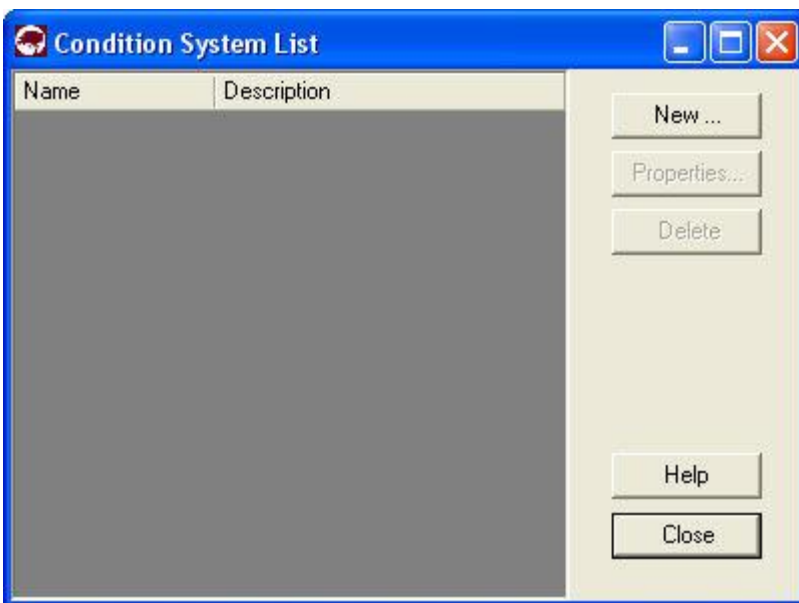 Condition System List
Name Description
New ...
Properties...
Delete
Help
Close